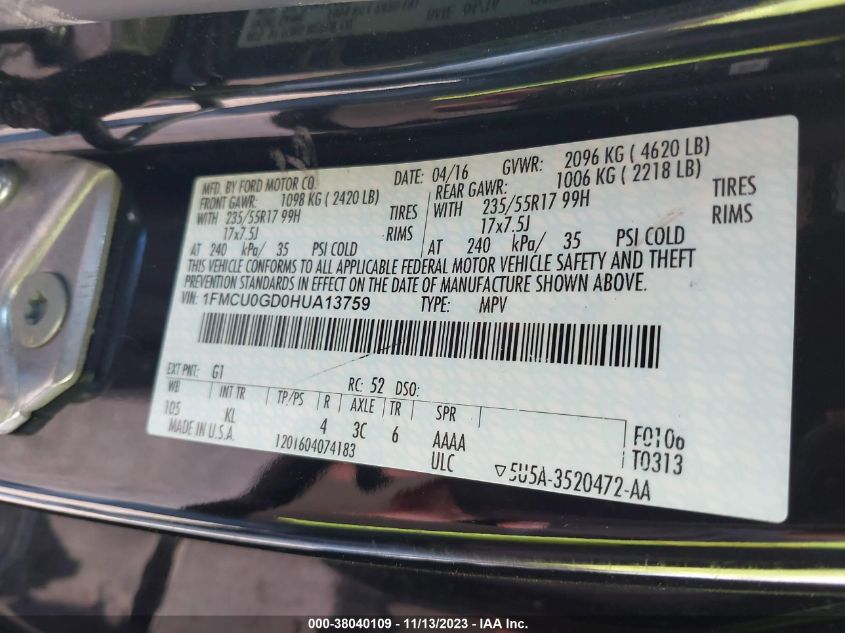 MFD. BY FORD MOTOR CO. DATE: 04/16 GVWR: 2096 KG ( 4620 LB)
FRONT GAWR: 1098 KG ( 2420 LB) REAR GAWR: 1006 KG ( 2218 LB)
WITH 235/55R17 99H TIRES WITH 235/55R17 99H TIRES
17x7.5J RIMS 17x7.5J RIMS
AT 240 kPa/ 35 PSI COLD AT 240 kPa/ 35 PSI COLD
THIS VEHICLE CONFORMS TO ALL APPLICABLE FEDERAL MOTOR VEHICLE SAFETY AND THEFT
PREVENTION STANDARDS IN EFFECT ON THE DATE OF MANUFACTURE SHOWN ABOVE.
VIN: 1FMCU0GD0HUA13759 TYPE: MPV
EXT PNT: G1 RC: 52 DSO:
WB INT TR TP/PS R AXLE TR SPR
105 KL 4 3C 6 AAAA F0106
MADE IN U.S.A. 1201604074183 ULC T0313
5U5A-3520472-AA
000-38040109 - 11/13/2023 - IAA Inc.